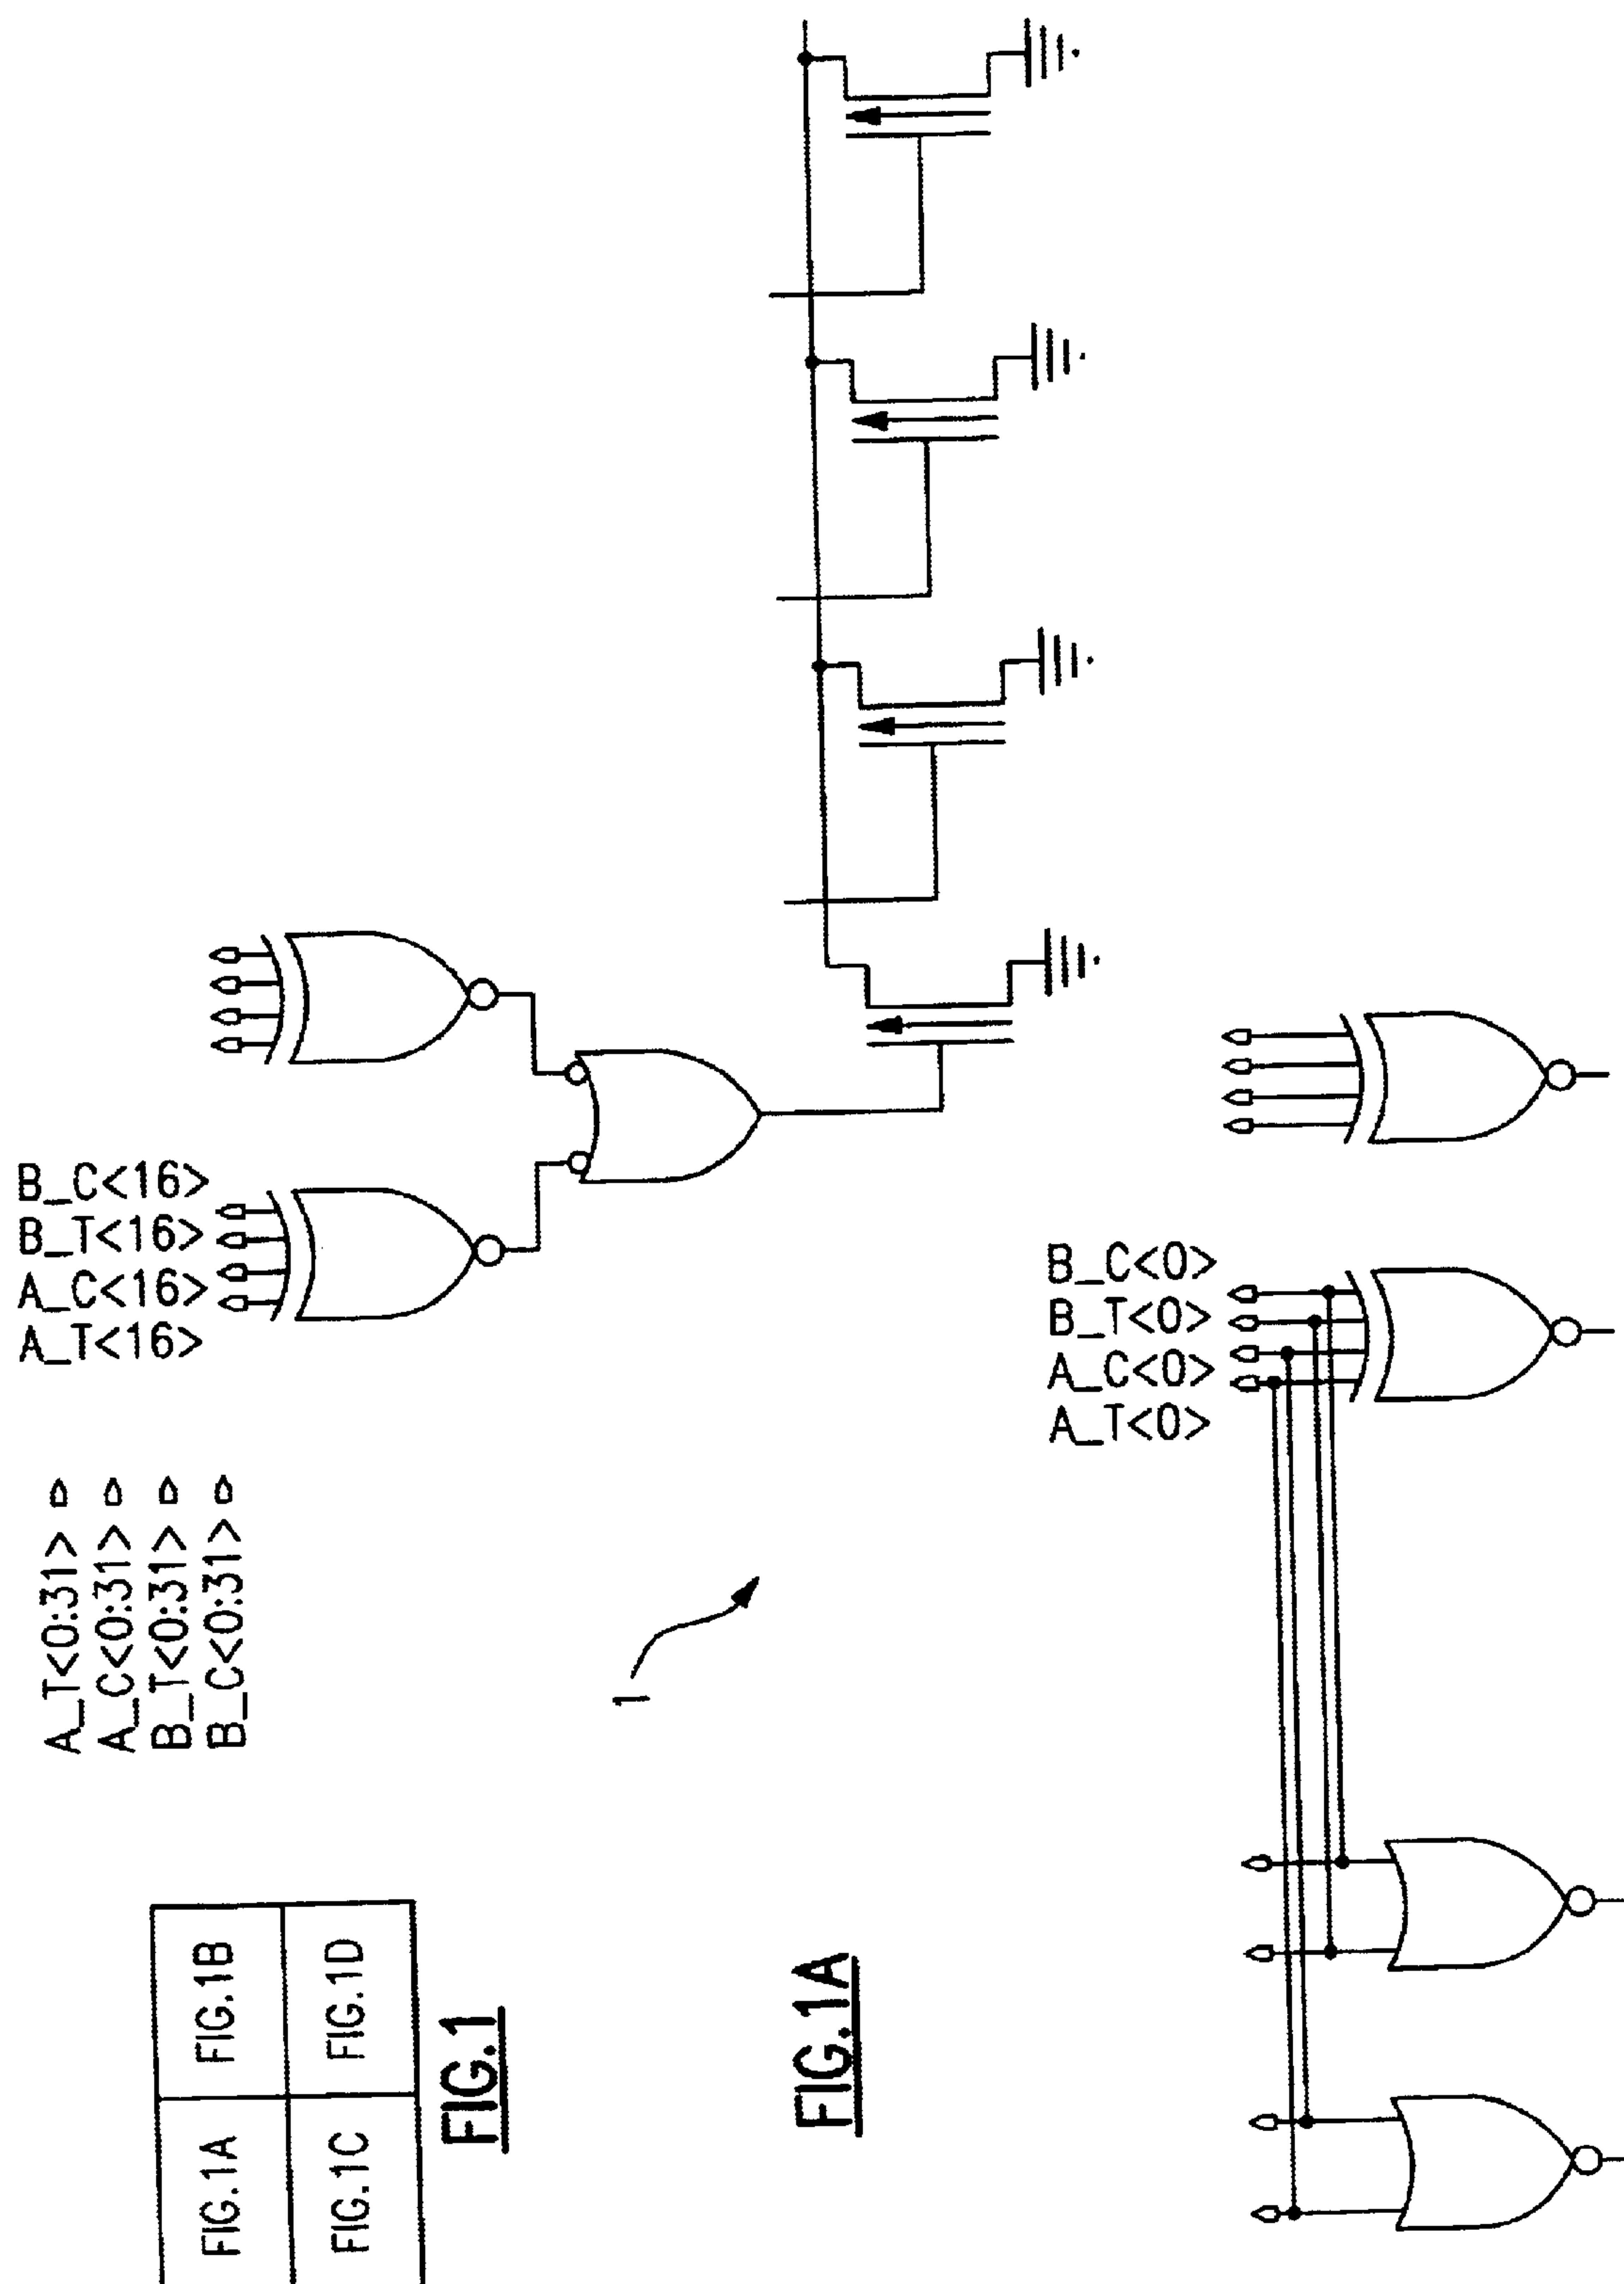 B_C<16>
B_T<16>
A_C<16>
A_T<16>
B_C<0>
B_T<0>
A_C<0>
A_T<0>
A_T<0:31>
A_C<0:31>
B_T<0:31>
B_C<0:31>
1
FIG.1A
FIG.1B
FIG.1C
FIG.1D
FIG.1
FIG.1A